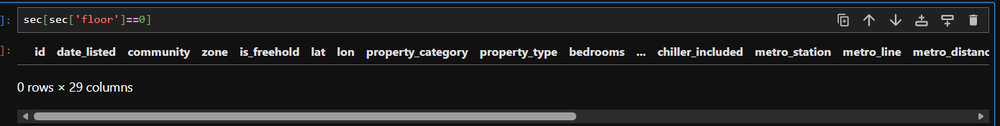 ]: sec[sec['floor']==0]
]: id date_listed community zone is_freehold lat lon property_category property_type bedrooms ... chiller_included metro_station metro_line metro_distanc
0 rows × 29 columns